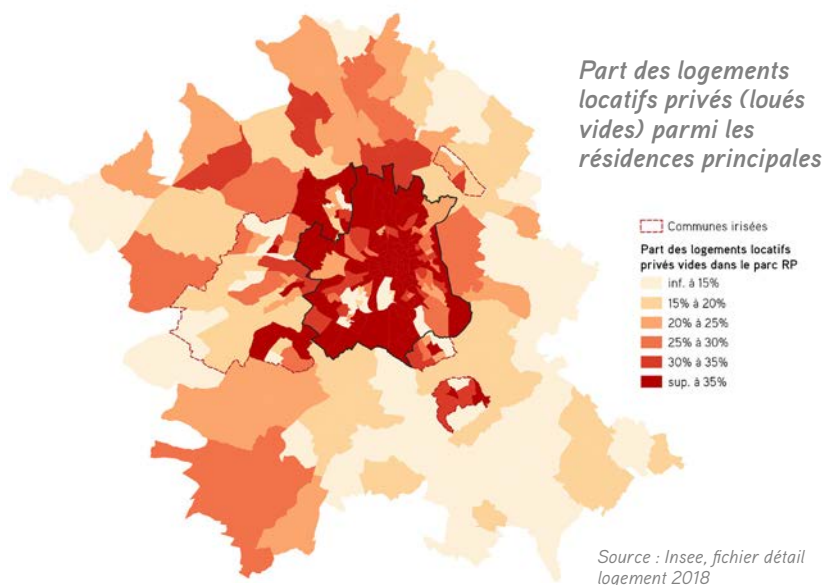 Part des logements
locatifs privés (loués
vides) parmi les
résidences principales
Communes irisées
Part des logements locatifs
privés vides dans le parc RP
inf. à 15%
15% à 20%
20% à 25%
25% à 30%
30% à 35%
sup. à 35%
Source : Insee, fichier détail
logement 2018